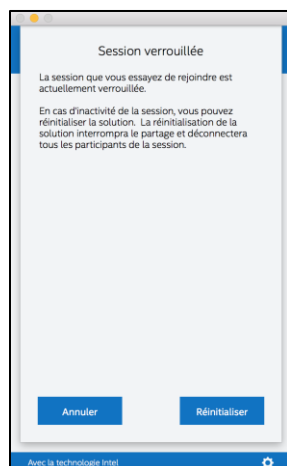 Session verrouillée
La session que vous essayez de rejoindre est
actuellement verrouillée.
En cas d'inactivité de la session, vous pouvez
réinitialiser la solution. La réinitialisation de la
solution interrompra le partage et déconnectera
tous les participants de la session.
Annuler
Réinitialiser
Avec la technologie Intel